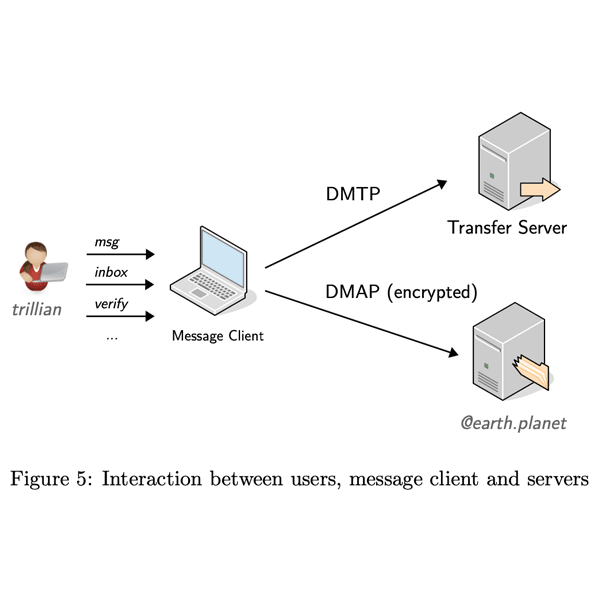 DMTP
Transfer Server
msg
inbox
verify
...
trillian
Message Client
DMAP (encrypted)
@earth.planet
Figure 5: Interaction between users, message client and servers